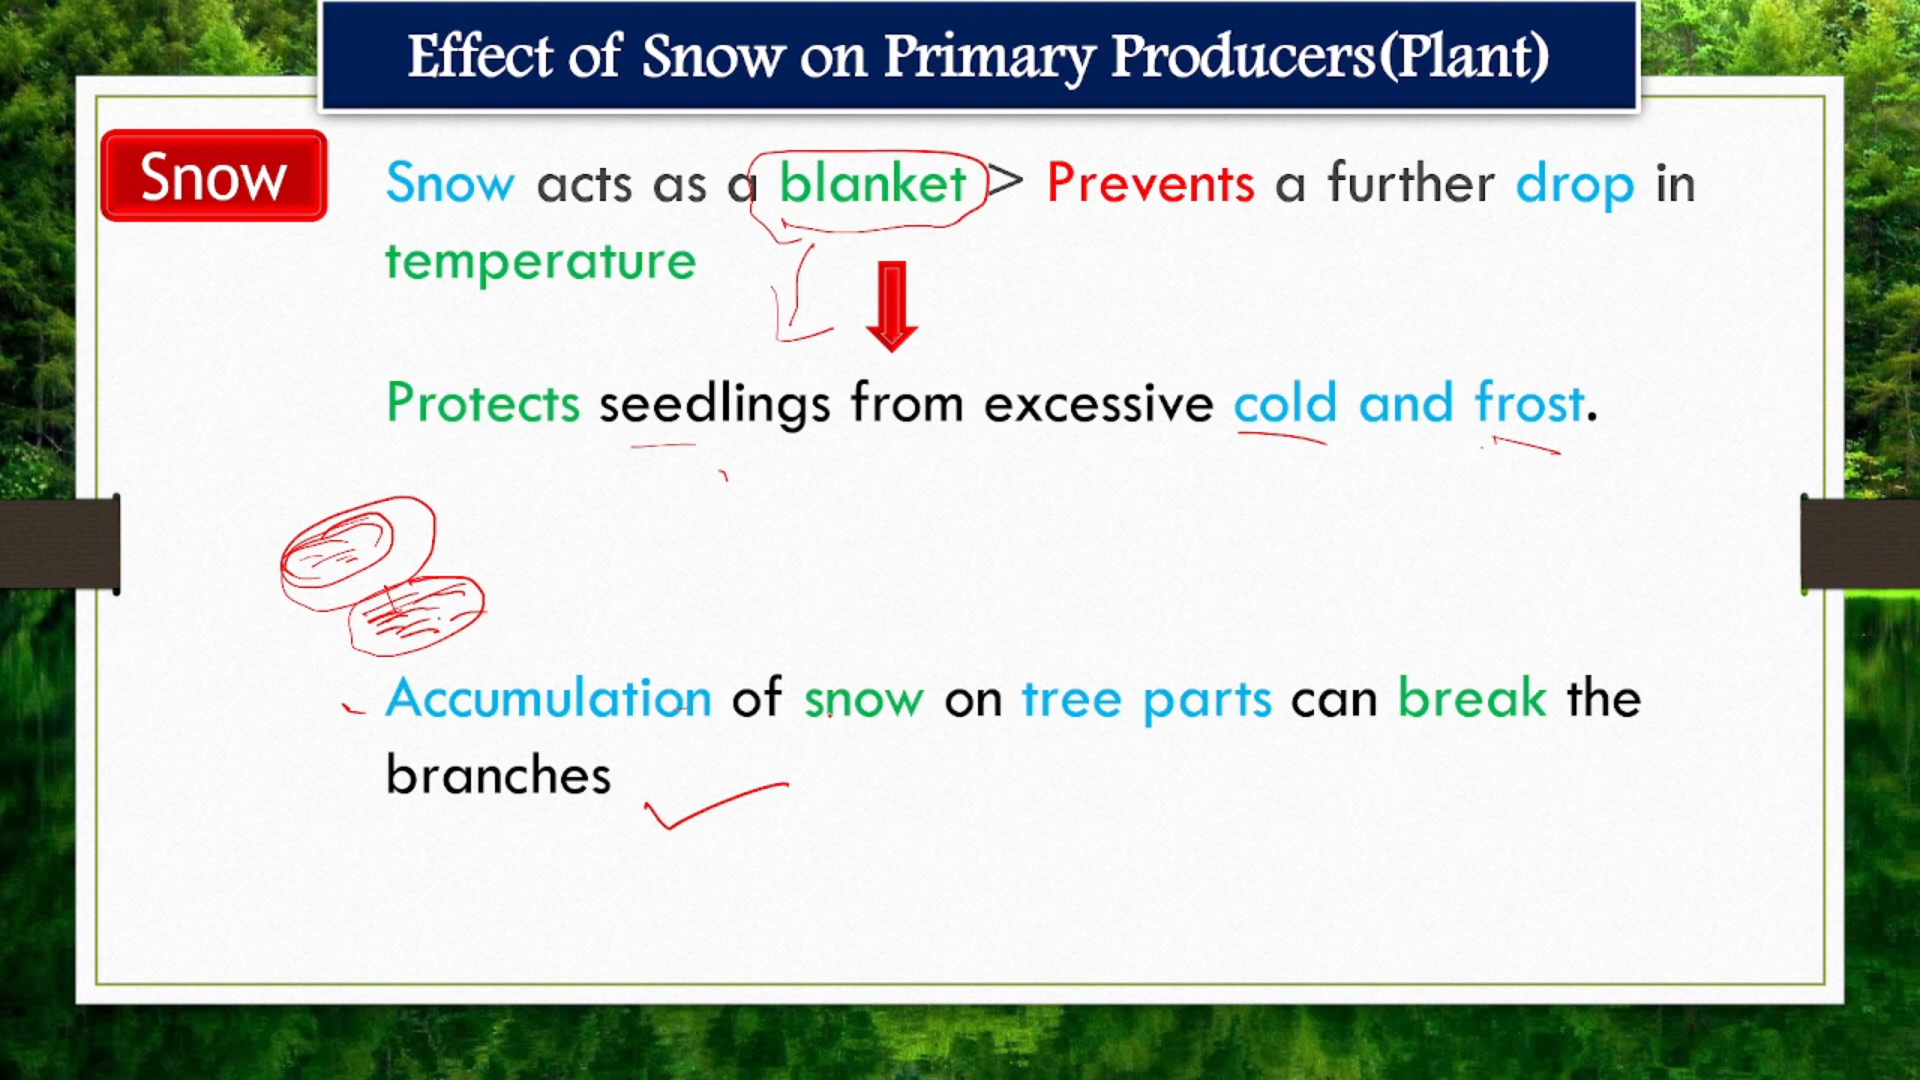 Effect of Snow on Primary Producers(Plant)
Snow
Snow acts as a blanket > Prevents a further drop in
temperature
Protects seedlings from excessive cold and frost.
Accumulation of snow on tree parts can break the
branches